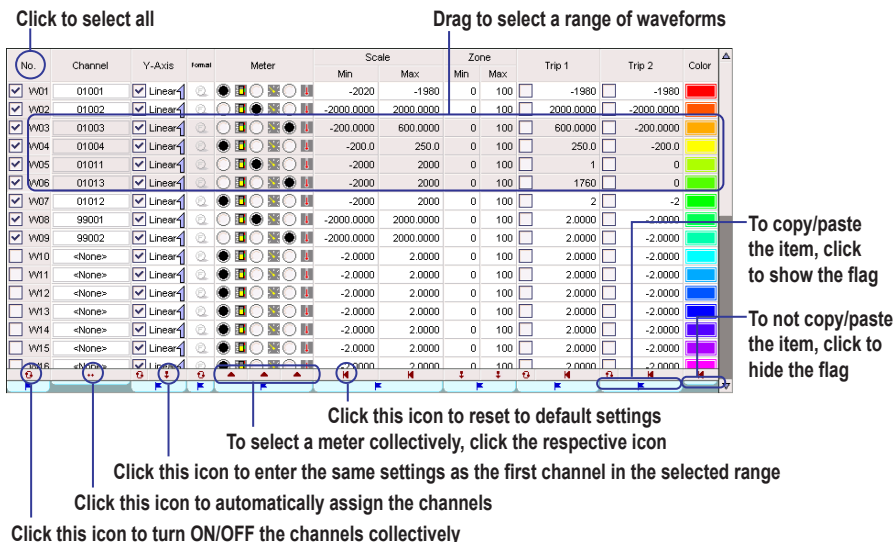 Click to select all
Drag to select a range of waveforms
No. Channel Y-Axis Format Meter Scale Zone Trip 1 Trip 2 Color
Min Max Min Max
W01 01001 Linear -2020 -1980 0 100 -1980 -1980
W02 01002 Linear -2000.0000 2000.0000 0 100 2000.0000 -2000.0000
W03 01003 Linear -200.0000 600.0000 0 100 600.0000 -200.0000
W04 01004 Linear -200.0 250.0 0 100 250.0 -200.0
W05 01011 Linear -2000 2000 0 100 1 0
W06 01013 Linear -2000 2000 0 100 1760 0
W07 01012 Linear -2000 2000 0 100 2 -2
W08 99001 Linear -2000.0000 2000.0000 0 100 2.0000 -2.0000
W09 99002 Linear -2000.0000 2000.0000 0 100 2.0000 -2.0000
W10 <None> Linear -2.0000 2.0000 0 100 2.0000 -2.0000
W11 <None> Linear -2.0000 2.0000 0 100 2.0000 -2.0000
W12 <None> Linear -2.0000 2.0000 0 100 2.0000 -2.0000
W13 <None> Linear -2.0000 2.0000 0 100 2.0000 -2.0000
W14 <None> Linear -2.0000 2.0000 0 100 2.0000 -2.0000
W15 <None> Linear -2.0000 2.0000 0 100 2.0000 -2.0000
W16 <None> Linear -2.0000 2.0000 0 100 2.0000 -2.0000
To copy/paste
the item, click
to show the flag
To not copy/paste
the item, click to
hide the flag
Click this icon to reset to default settings
To select a meter collectively, click the respective icon
Click this icon to enter the same settings as the first channel in the selected range
Click this icon to automatically assign the channels
Click this icon to turn ON/OFF the channels collectively